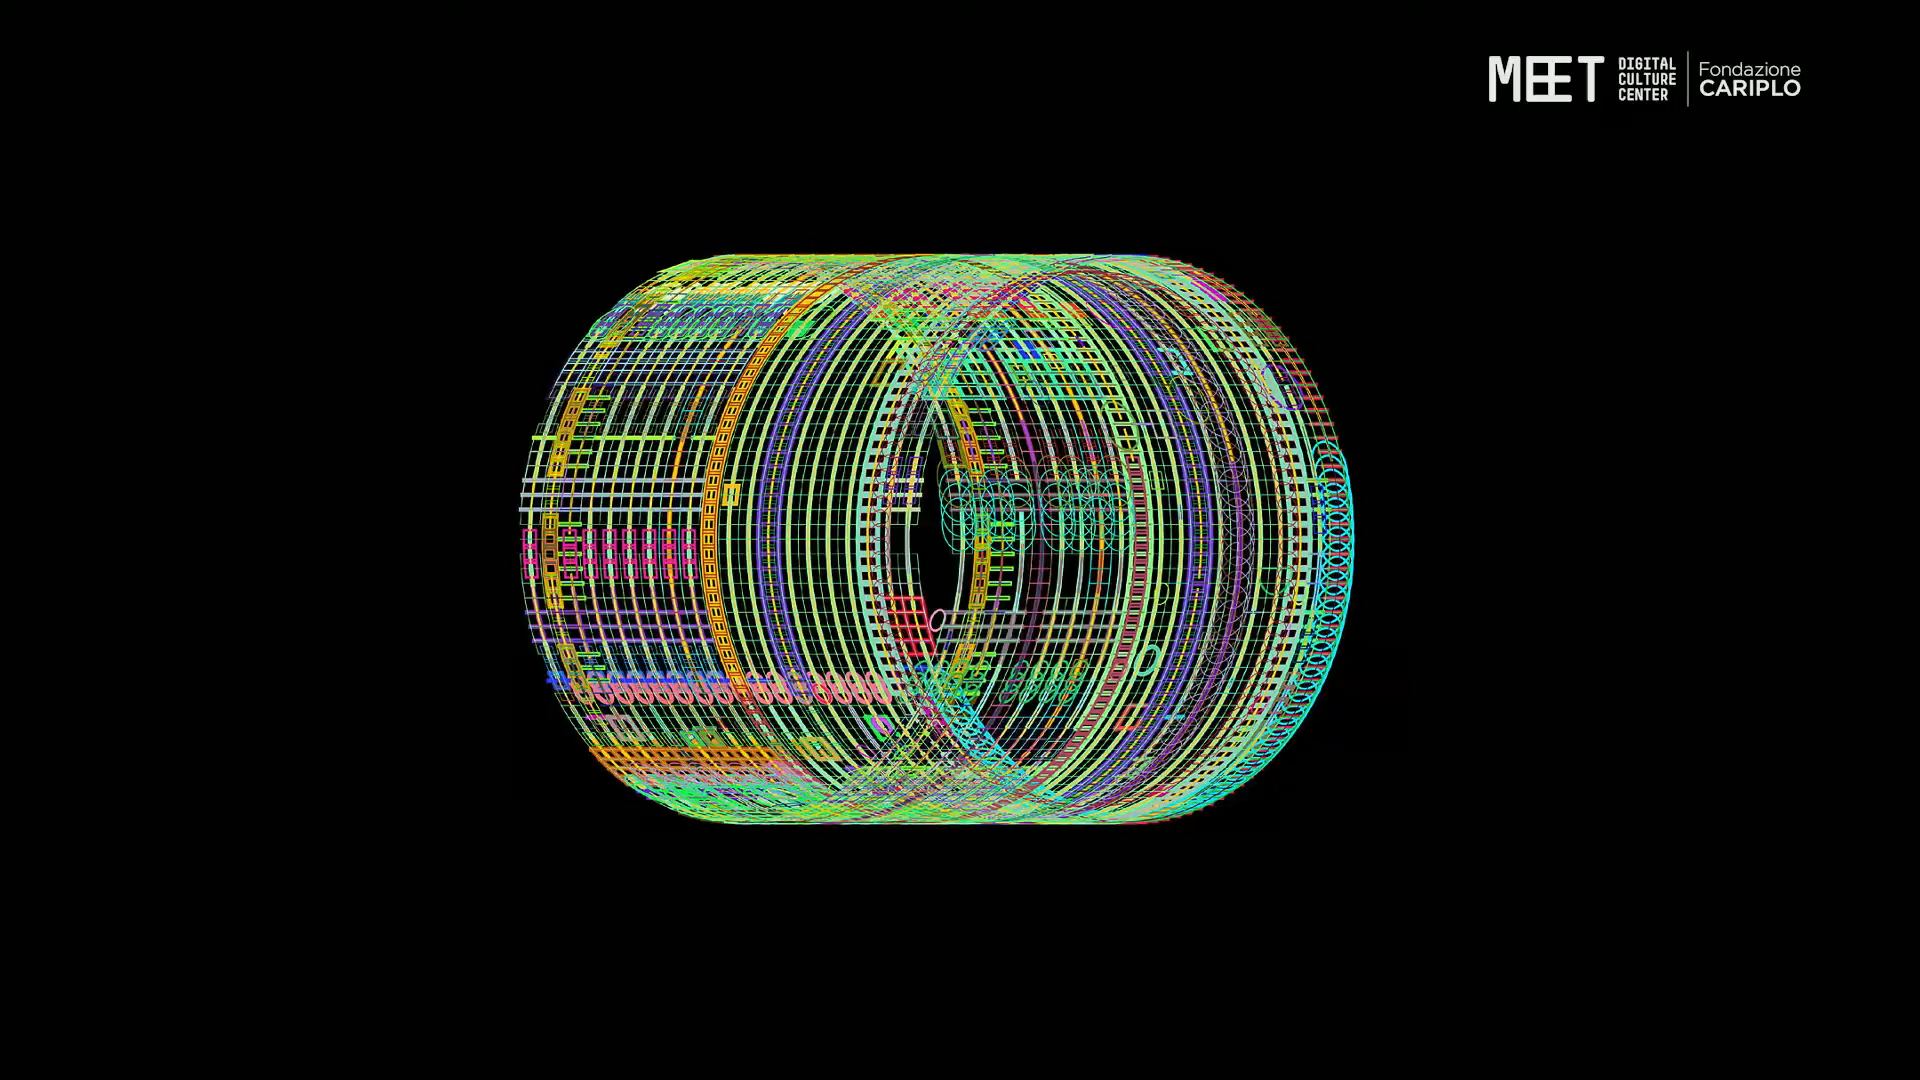 MEET
DIGITAL
CULTURE
CENTER
Fondazione
CARIPLO